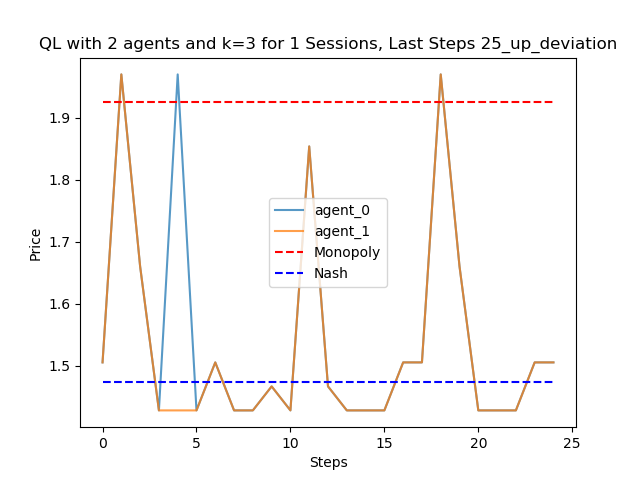 QL with 2 agents and k=3 for 1 Sessions, Last Steps 25_up_deviation
Price
1.9
1.8
1.7
1.6
1.5
agent_0
agent_1
Monopoly
Nash
0 5 10 15 20 25
Steps